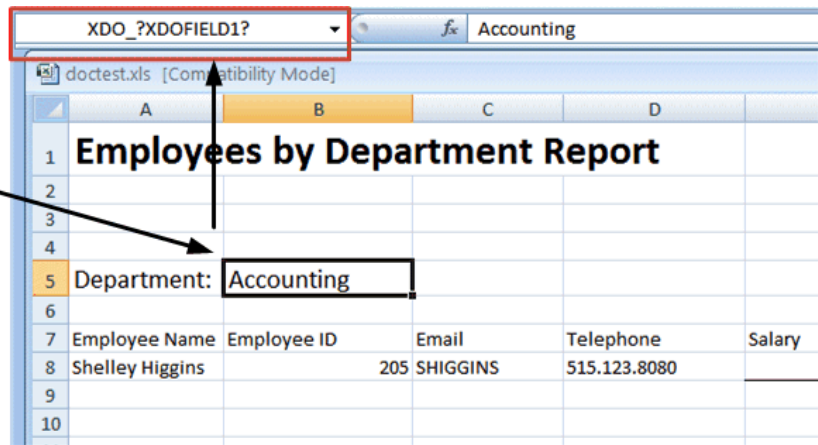 XDO_?XDOFIELD1? fx Accounting
doctest.xls [Compatibility Mode]
A B C D
1 Employees by Department Report
2
3
4
5 Department: Accounting
6
7 Employee Name Employee ID Email Telephone Salary
8 Shelley Higgins 205 SHIGGINS 515.123.8080
9
10